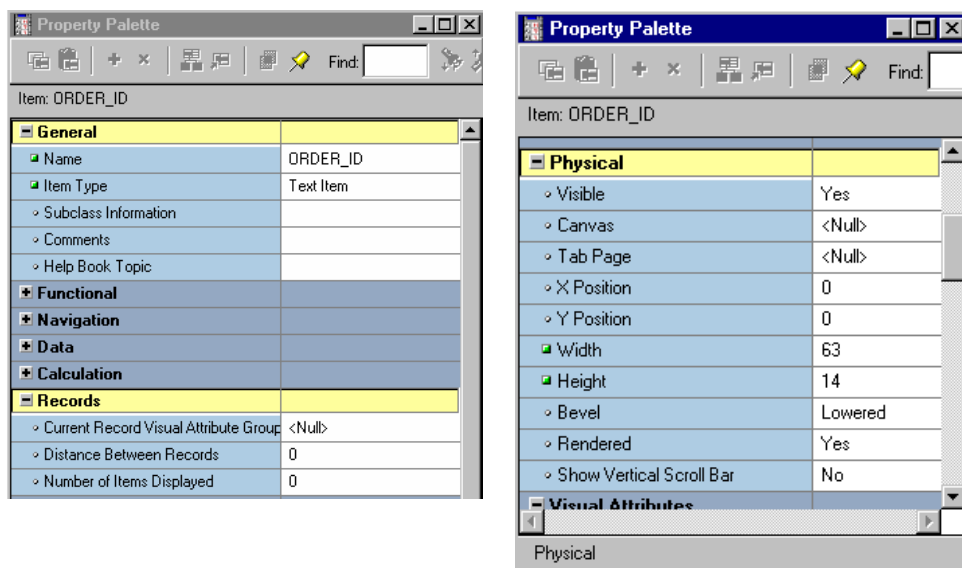 Property Palette
Find:
Item: ORDER_ID
General
Name ORDER_ID
Item Type Text Item
Subclass Information
Comments
Help Book Topic
Functional
Navigation
Data
Calculation
Records
Current Record Visual Attribute Group <Null>
Distance Between Records 0
Number of Items Displayed 0
Property Palette
Find:
Item: ORDER_ID
Physical
Visible Yes
Canvas <Null>
Tab Page <Null>
X Position 0
Y Position 0
Width 63
Height 14
Bevel Lowered
Rendered Yes
Show Vertical Scroll Bar No
Visual Attributes
Physical